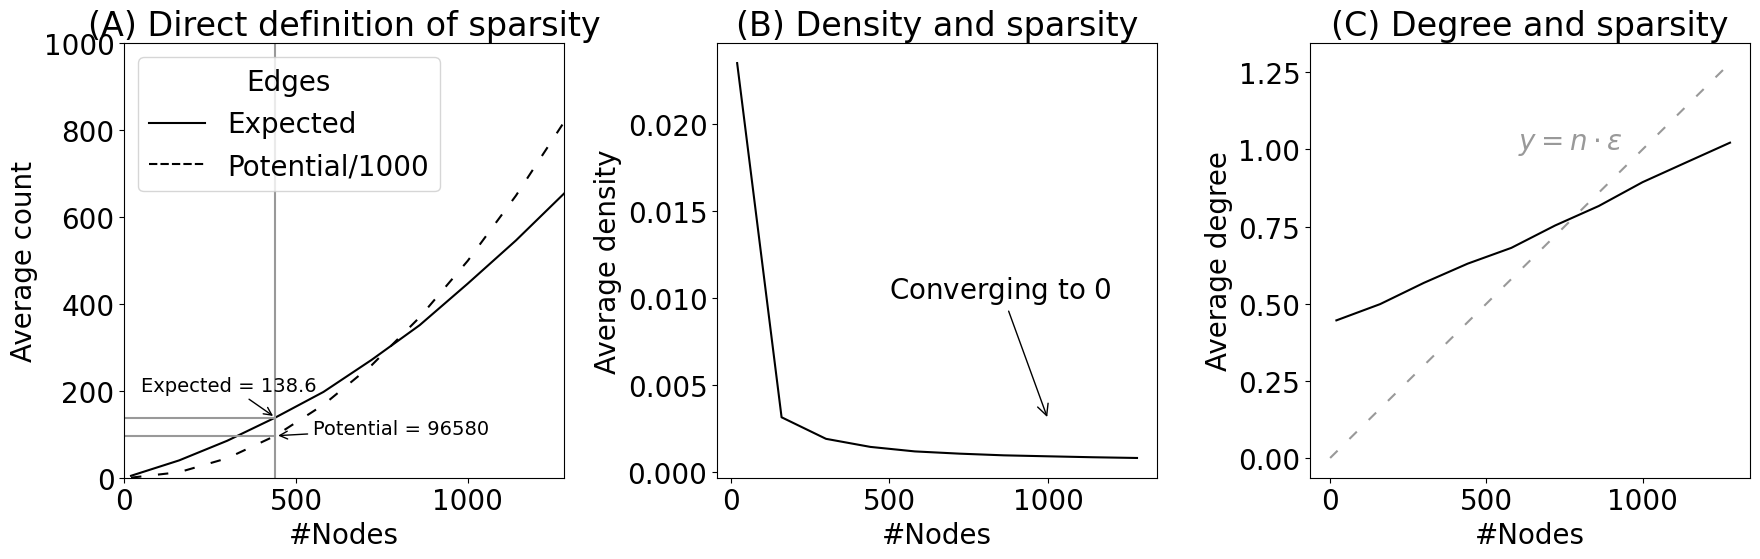 (A) Direct definition of sparsity
Average count
1000
800
600
400
200
0
Edges
Expected
Potential/1000
Expected = 138.6
Potential = 96580
0
500
1000
#Nodes
(B) Density and sparsity
Average density
0.020
0.015
0.010
0.005
0.000
Converging to 0
0
500
1000
#Nodes
(C) Degree and sparsity
Average degree
1.25
1.00
0.75
0.50
0.25
0.00
y = n · ε
0
500
1000
#Nodes